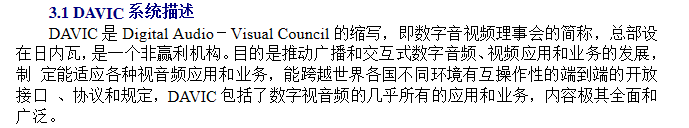 3.1 DAVIC 系统描述
DAVIC 是 Digital Audio－Visual Council 的缩写，即数字音视频理事会的简称，总部设
在日内瓦，是一个非赢利机构。目的是推动广播和交互式数字音频、视频应用和业务的发展，
制 定能适应各种视音频应用和业务，能跨越世界各国不同环境有互操作性的端到端的开放
接口 、协议和规定，DAVIC 包括了数字视音频的几乎所有的应用和业务，内容极其全面和
广泛。